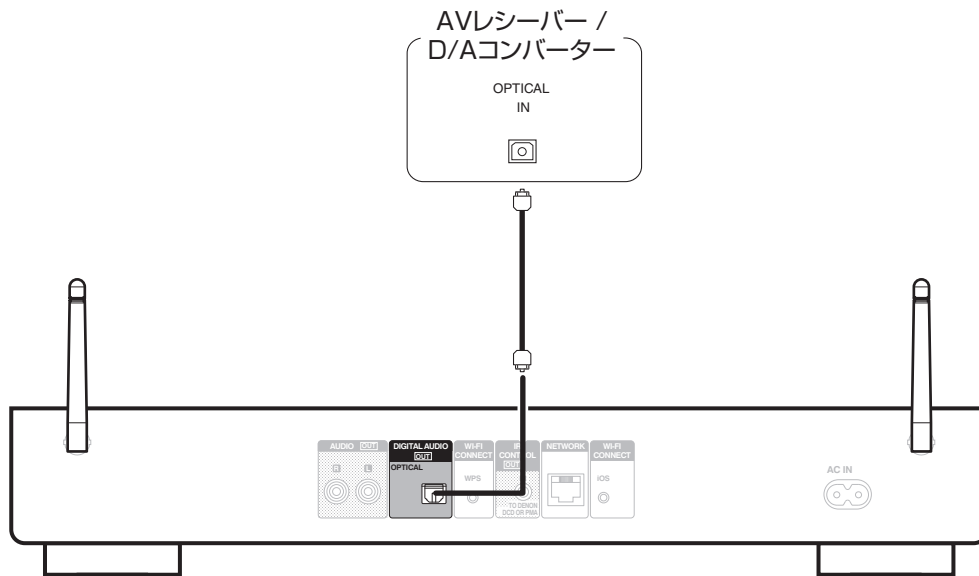 AVレシーバー /
D/Aコンバーター
OPTICAL
IN
AUDIO OUT
R L
DIGITAL AUDIO
OUT
OPTICAL
WI-FI
CONNECT
WPS
CONTROL
OUT
TO DENON
DCD OR PMA
NETWORK
WI-FI
CONNECT
iOS
AC IN